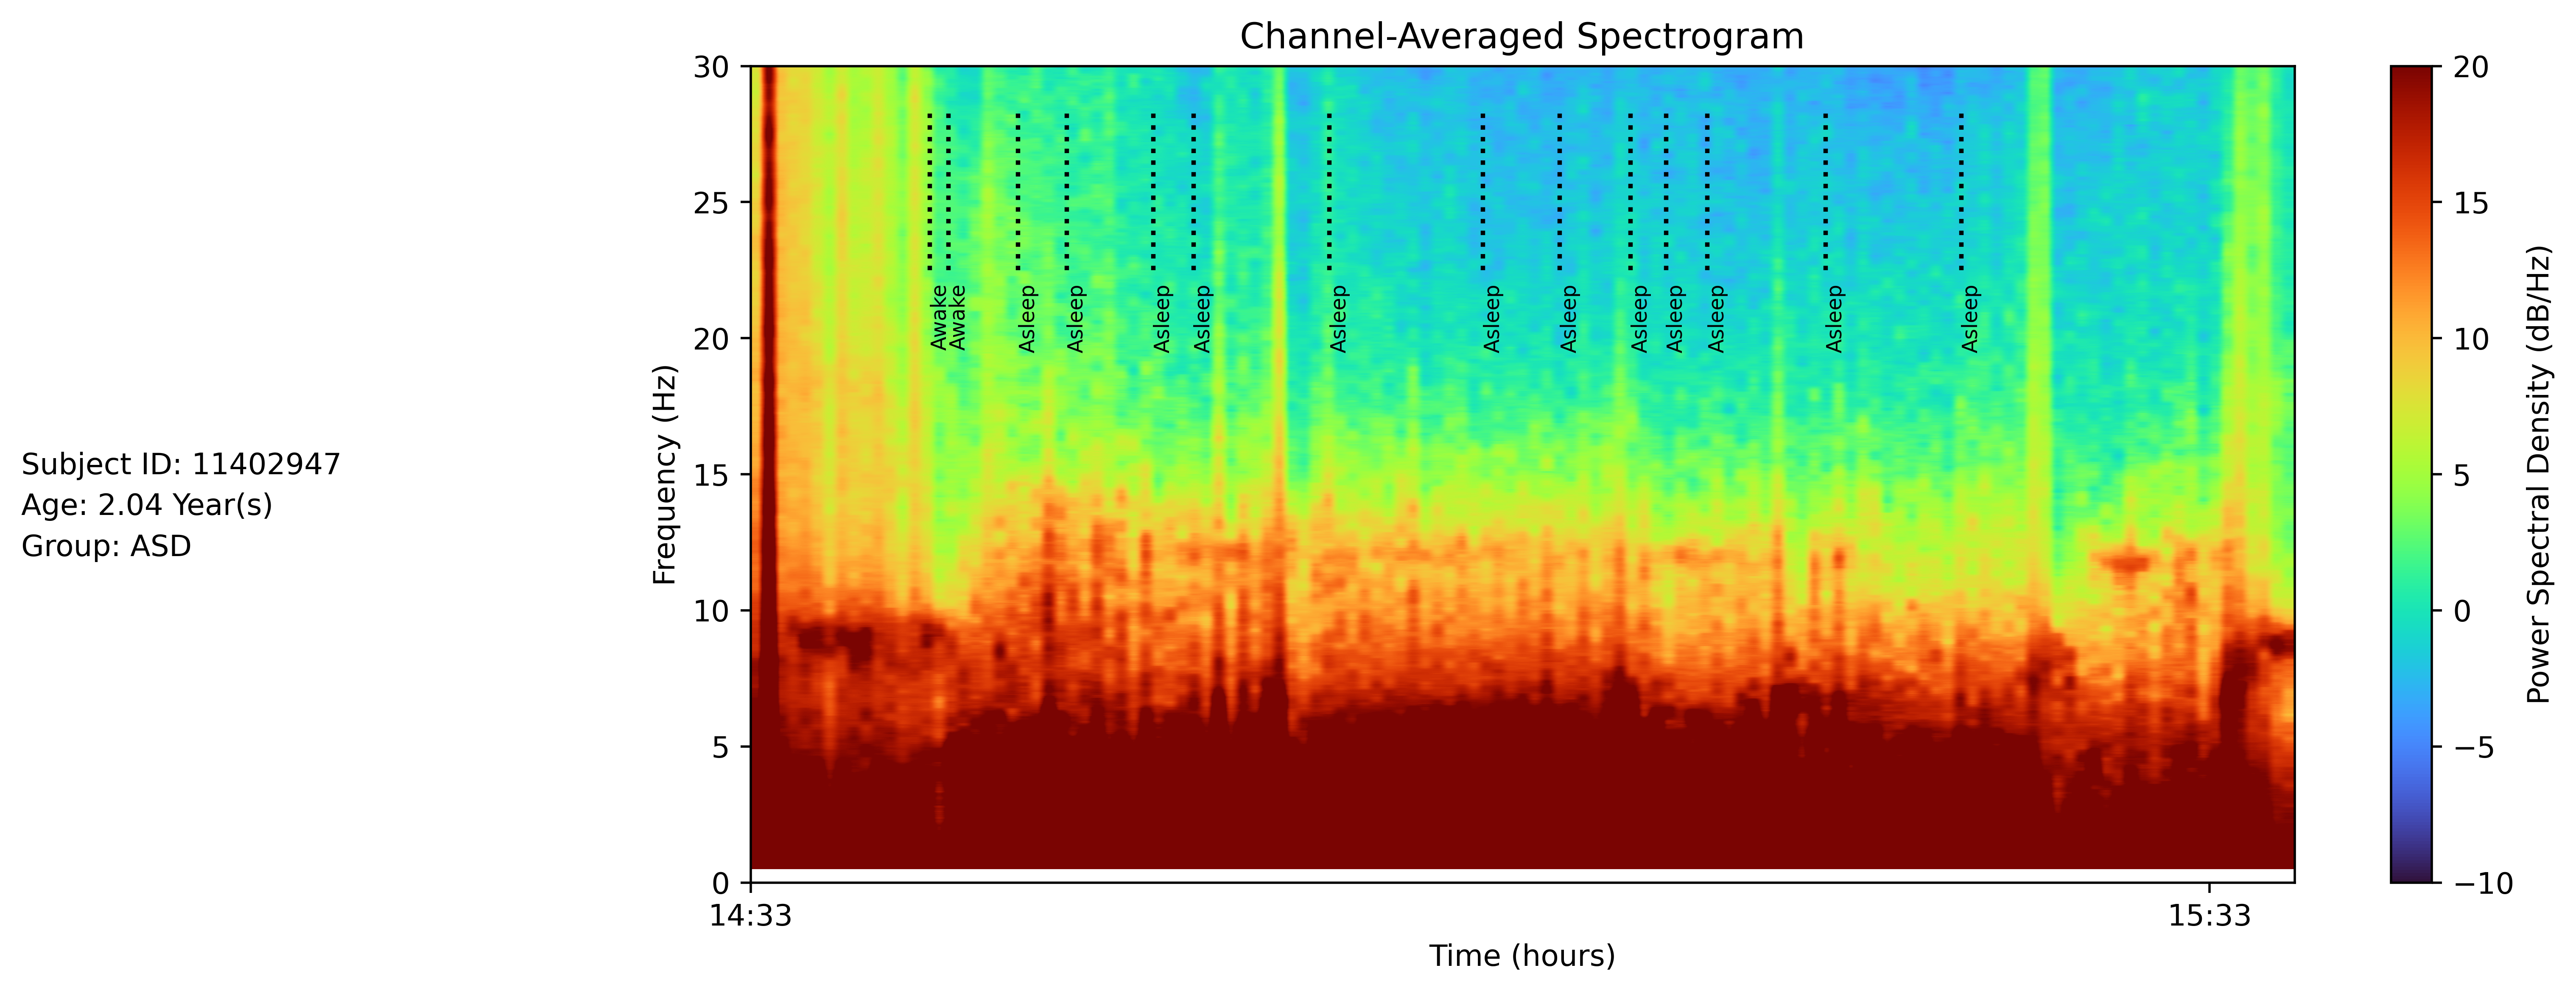 Channel-Averaged Spectrogram
Subject ID: 11402947
Age: 2.04 Year(s)
Group: ASD
Frequency (Hz)
30
25
20
15
10
5
0
Awake
Awake
Asleep
Asleep
Asleep
Asleep
Asleep
Asleep
Asleep
Asleep
Asleep
Asleep
Asleep
Asleep
14:33
15:33
Time (hours)
20
15
10
5
0
−5
−10
Power Spectral Density (dB/Hz)